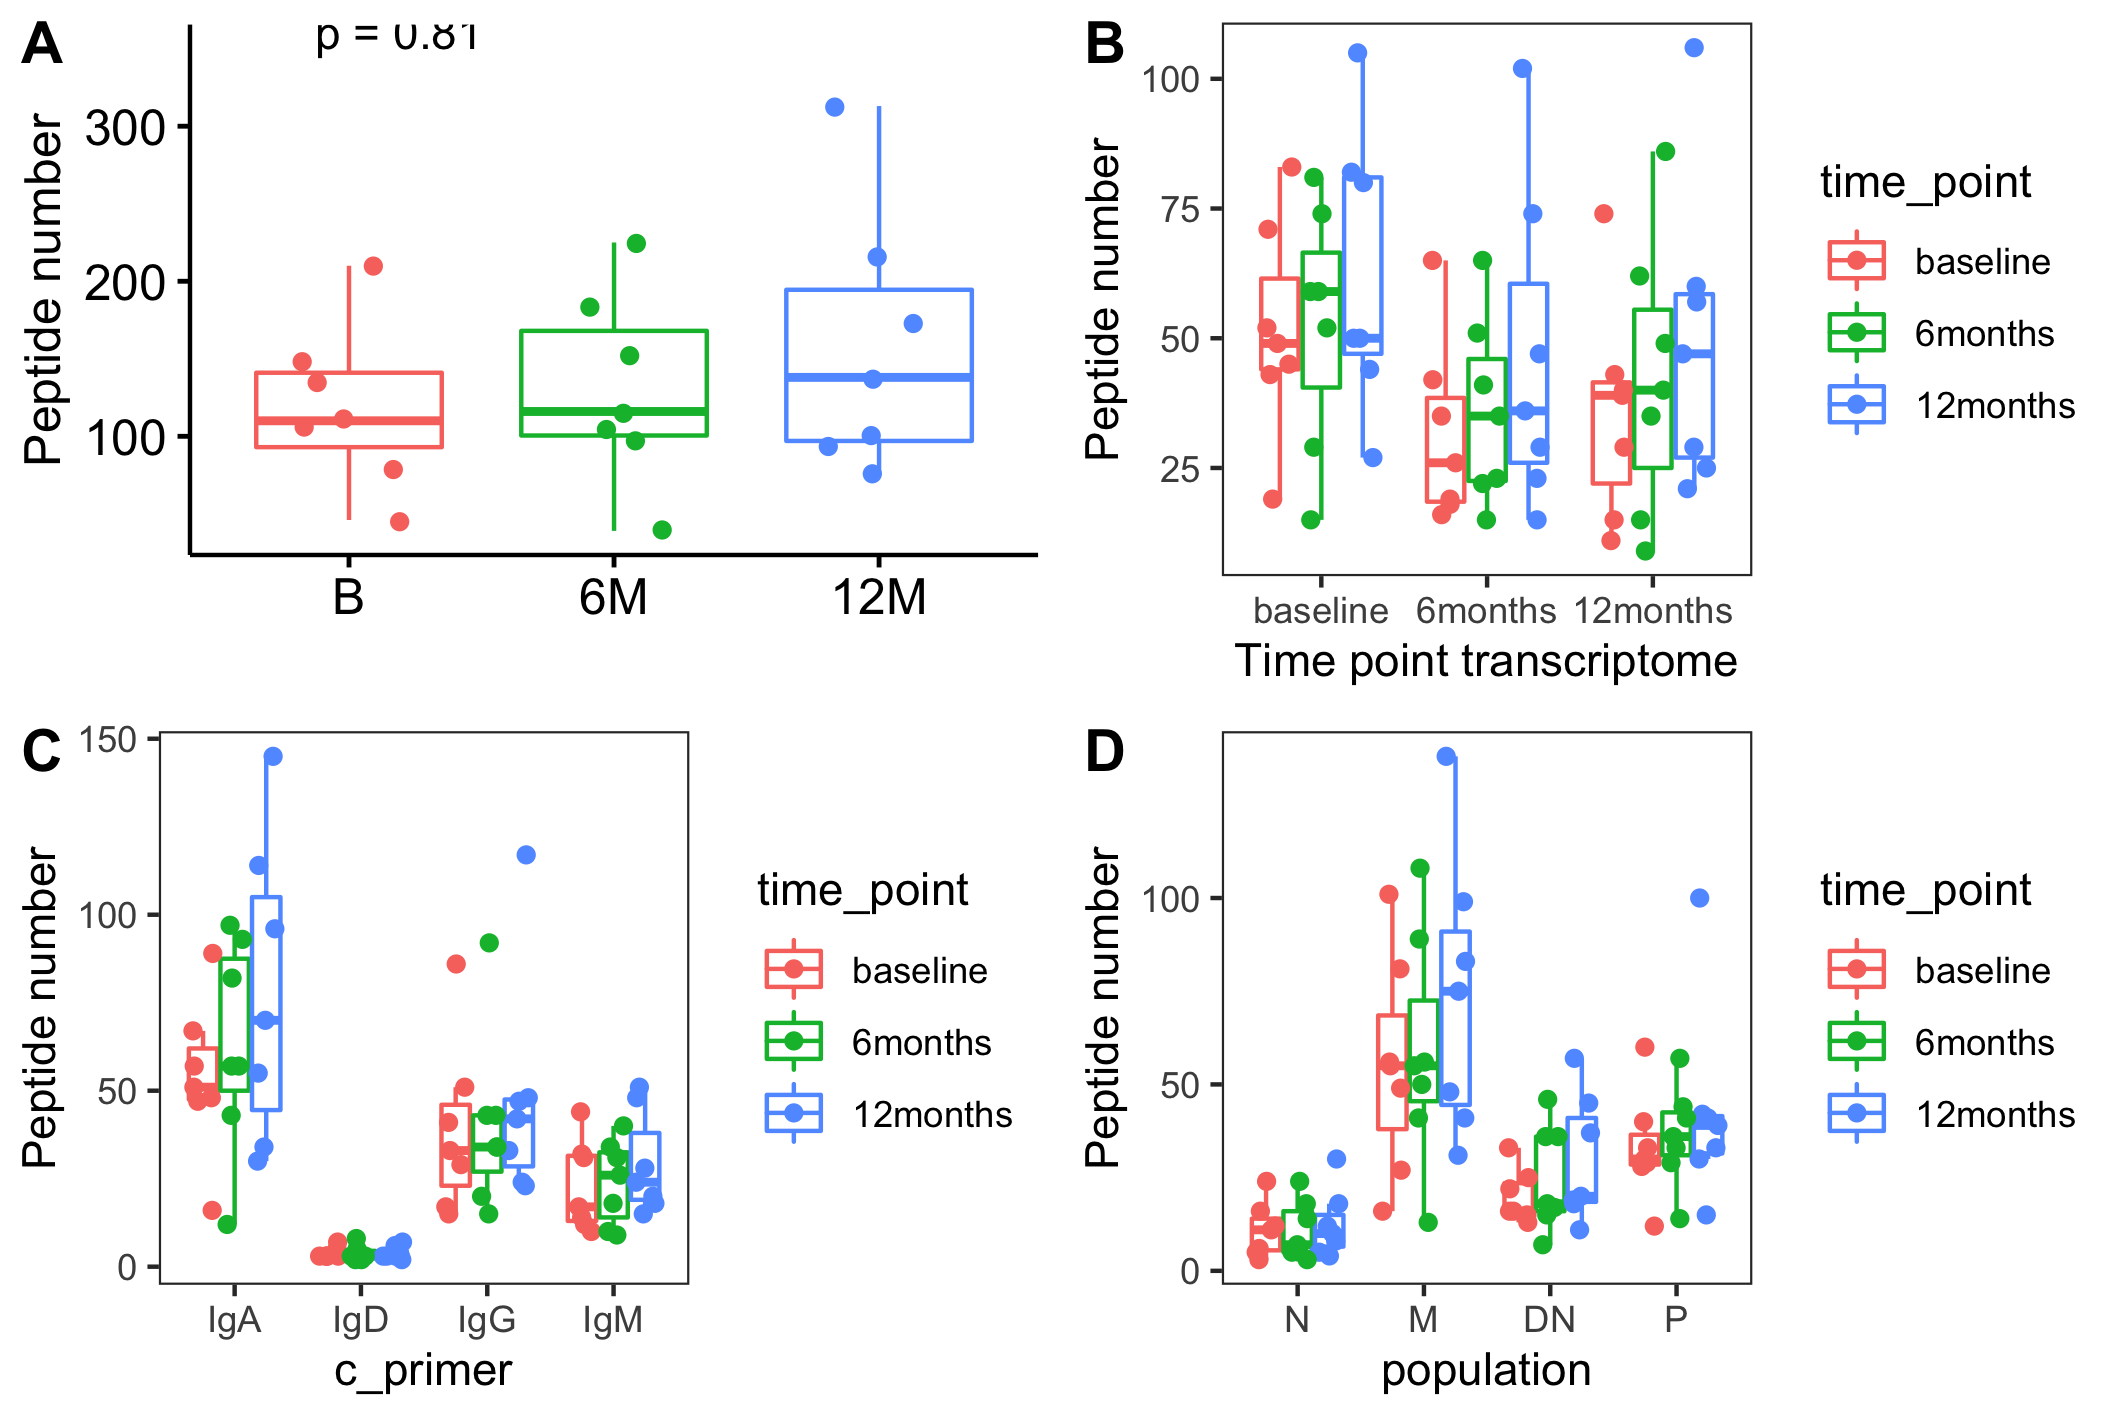 A
p = 0.81
Peptide number
300
200
100
B
6M
12M
B
Peptide number
100
75
50
25
baseline
6months
12months
Time point transcriptome
time_point
baseline
6months
12months
C
Peptide number
150
100
50
0
IgA
IgD
IgG
IgM
c_primer
time_point
baseline
6months
12months
D
Peptide number
100
50
0
N
M
DN
P
population
time_point
baseline
6months
12months